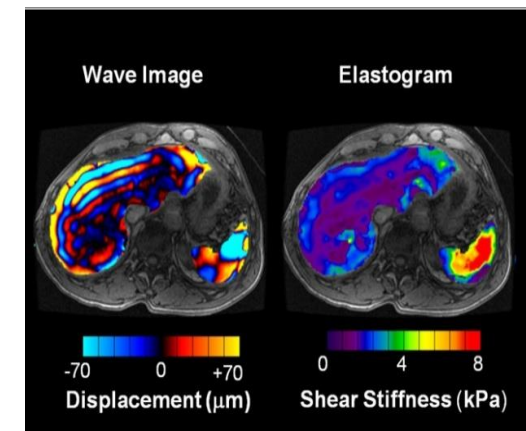 Wave Image
Elastogram
-70 0 +70
Displacement (μm)
0 4 8
Shear Stiffness (kPa)